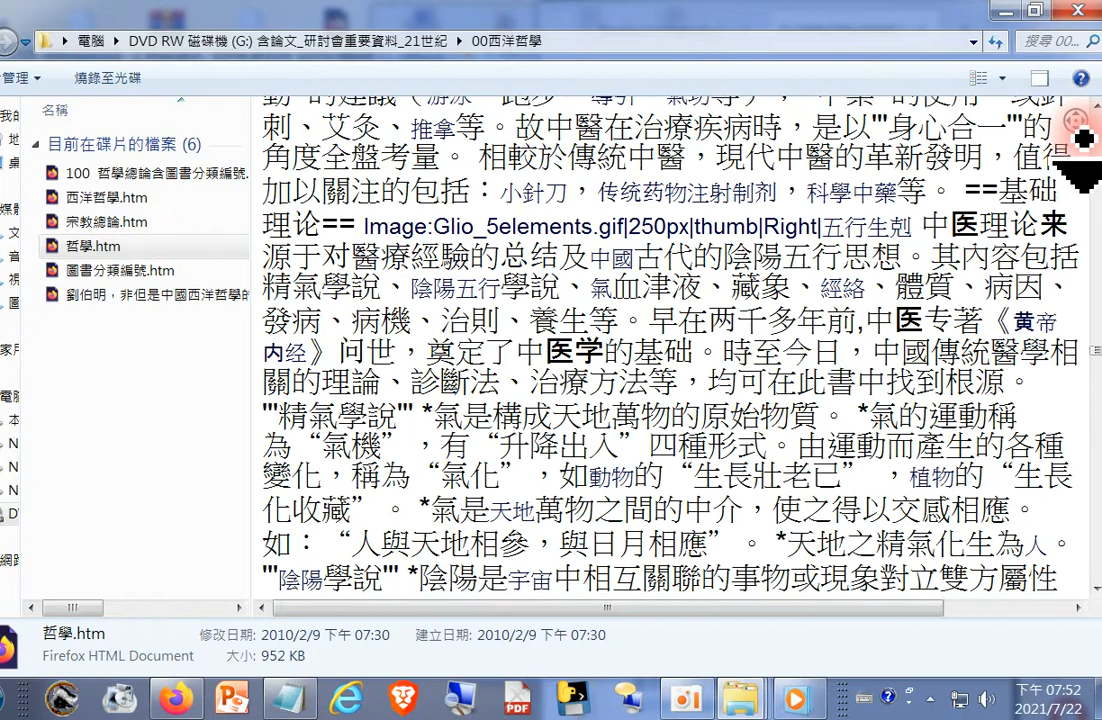 電腦 ▸ DVD RW 磁碟機 (G:) 含論文_研討會重要資料_21世紀 ▸ 00西洋哲學
搜尋 00...
管理 燒錄至光碟
名稱
目前在碟片的檔案 (6)
100 哲學總論含圖書分類編號.
西洋哲學.htm
宗教總論.htm
哲學.htm
圖書分類編號.htm
劉伯明，非但是中國西洋哲學的
刺、艾灸、推拿等。故中醫在治療疾病時，是以'''身心合一'''的
角度全盤考量。 相較於傳統中醫，現代中醫的革新發明，值得
加以關注的包括：小針刀，传统药物注射制剂，科學中藥等。 ==基础
理论== Image:Glio_5elements.gif|250px|thumb|Right|五行生剋 中医理论来
源于对醫療經驗的总结及中國古代的陰陽五行思想。其內容包括
精氣學說、陰陽五行學說、氣血津液、藏象、經絡、體質、病因、
發病、病機、治則、養生等。早在两千多年前,中医专著《黄帝
内经》问世，奠定了中医学的基础。時至今日，中國傳統醫學相
關的理論、診斷法、治療方法等，均可在此書中找到根源。
'''精氣學說''' *氣是構成天地萬物的原始物質。 *氣的運動稱
為“氣機”，有“升降出入”四種形式。由運動而產生的各種
變化，稱為“氣化”，如動物的“生長壯老已”，植物的“生長
化收藏”。 *氣是天地萬物之間的中介，使之得以交感相應。
如：“人與天地相參，與日月相應”。 *天地之精氣化生為人。
'''陰陽學說''' *陰陽是宇宙中相互關聯的事物或現象對立雙方屬性
哲學.htm 修改日期: 2010/2/9 下午 07:30 建立日期: 2010/2/9 下午 07:30
Firefox HTML Document 大小: 952 KB
PDF
下午 07:52
2021/7/22